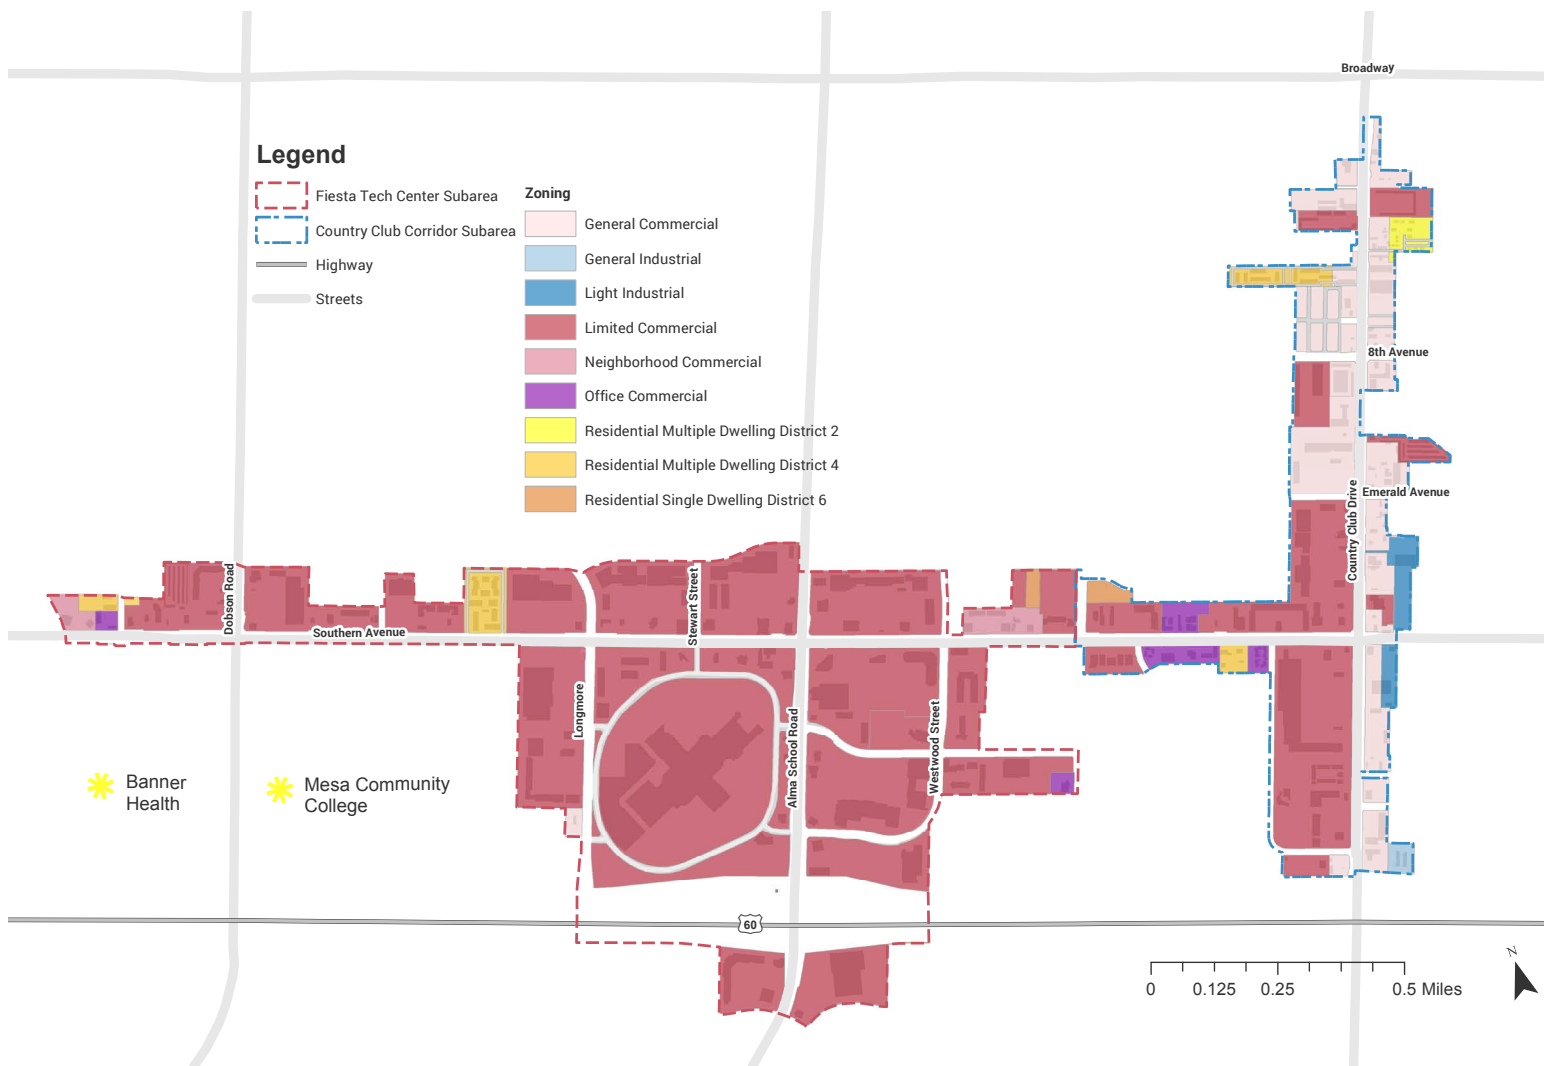 Broadway
Legend
Fiesta Tech Center Subarea
Country Club Corridor Subarea
Highway
Streets
Zoning
General Commercial
General Industrial
Light Industrial
Limited Commercial
Neighborhood Commercial
Office Commercial
Residential Multiple Dwelling District 2
Residential Multiple Dwelling District 4
Residential Single Dwelling District 6
8th Avenue
Emerald Avenue
Country Club Drive
Dobson Road
Southern Avenue
Stewart Street
Longmore
Alma School Road
Westwood Street
Banner
Health
Mesa Community
College
60
N
0 0.125 0.25 0.5 Miles